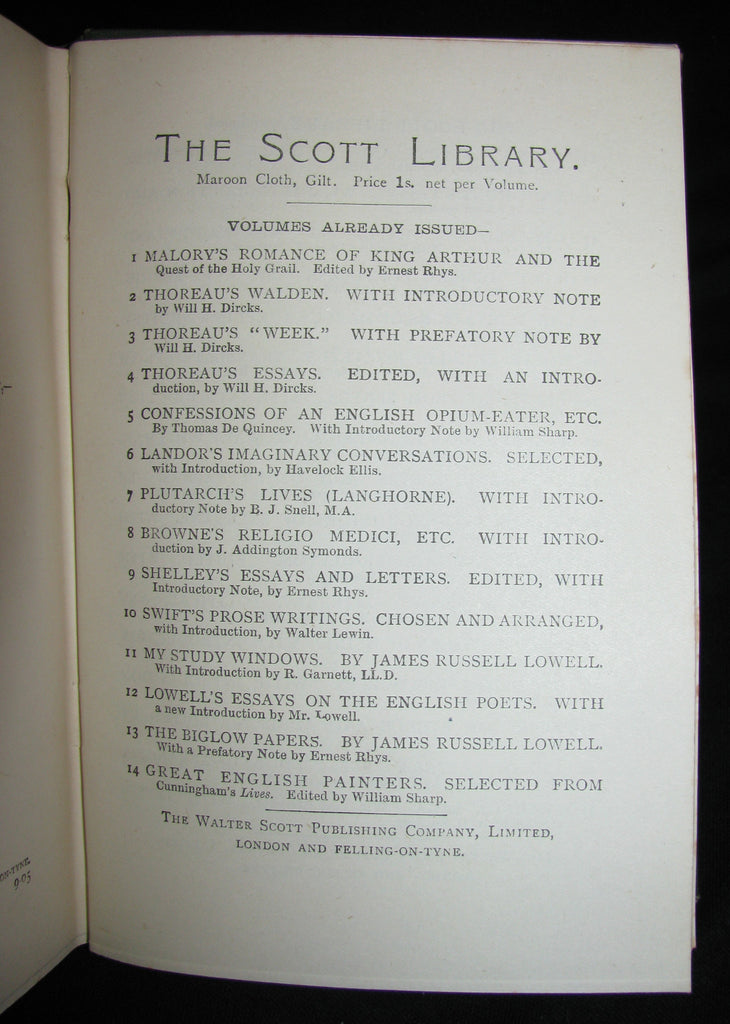 THE SCOTT LIBRARY.
Maroon Cloth, Gilt. Price 1s. net per Volume.
VOLUMES ALREADY ISSUED—
1 MALORY'S ROMANCE OF KING ARTHUR AND THE
Quest of the Holy Grail. Edited by Ernest Rhys.
2 THOREAU'S WALDEN. WITH INTRODUCTORY NOTE
by Will H. Dircks.
3 THOREAU'S "WEEK." WITH PREFATORY NOTE BY
Will H. Dircks.
4 THOREAU'S ESSAYS. EDITED, WITH AN INTRO-
duction, by Will H. Dircks.
5 CONFESSIONS OF AN ENGLISH OPIUM-EATER, ETC.
By Thomas De Quincey. With Introductory Note by William Sharp.
6 LANDOR'S IMAGINARY CONVERSATIONS. SELECTED,
with Introduction, by Havelock Ellis.
7 PLUTARCH'S LIVES (LANGHORNE). WITH INTRO-
ductory Note by B. J. Snell, M.A.
8 BROWNE'S RELIGIO MEDICI, ETC. WITH INTRO-
duction by J. Addington Symonds.
9 SHELLEY'S ESSAYS AND LETTERS. EDITED, WITH
Introductory Note, by Ernest Rhys.
10 SWIFT'S PROSE WRITINGS. CHOSEN AND ARRANGED,
with Introduction, by Walter Lewin.
11 MY STUDY WINDOWS. BY JAMES RUSSELL LOWELL.
With Introduction by R. Garnett, LL.D.
12 LOWELL'S ESSAYS ON THE ENGLISH POETS. WITH
a new Introduction by Mr. Lowell.
13 THE BIGLOW PAPERS. BY JAMES RUSSELL LOWELL.
With a Prefatory Note by Ernest Rhys.
14 GREAT ENGLISH PAINTERS. SELECTED FROM
Cunningham's Lives. Edited by William Sharp.
THE WALTER SCOTT PUBLISHING COMPANY, LIMITED,
LONDON AND FELLING-ON-TYNE.
ON-TYNE.
9-05